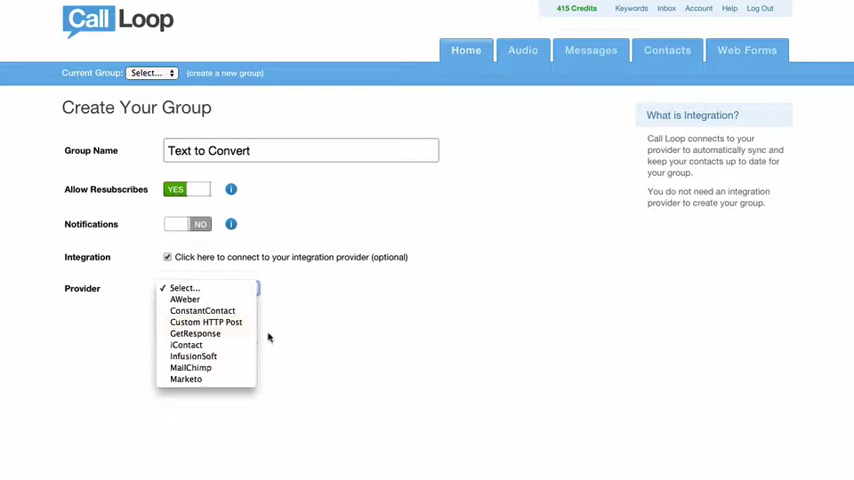 Call Loop
415 Credits Keywords Inbox Account Help Log Out
Home Audio Messages Contacts Web Forms
Current Group: Select... (create a new group)
Create Your Group
Group Name Text to Convert
Allow Resubscribes YES i
Notifications NO i
Integration Click here to connect to your integration provider (optional)
Provider
Select...
AWeber
ConstantContact
Custom HTTP Post
GetResponse
iContact
InfusionSoft
MailChimp
Marketo
What is Integration?
Call Loop connects to your
provider to automatically sync and
keep your contacts up to date for
your group.
You do not need an integration
provider to create your group.